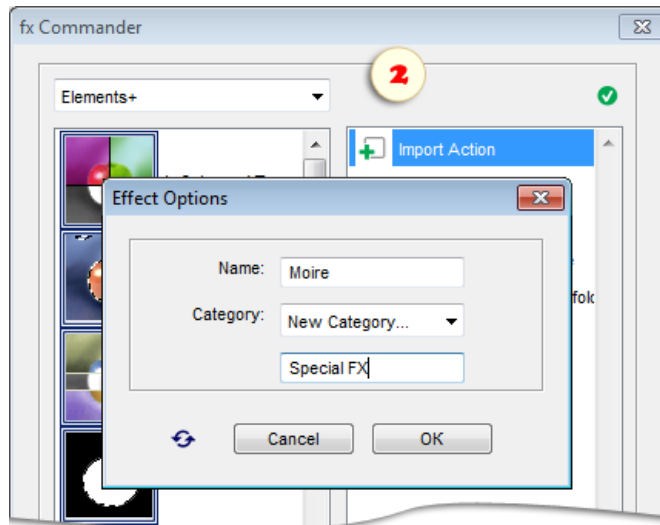 fx Commander
2
Elements+
Import Action
Effect Options
Name:
Moire
Category:
New Category...
Special FX
Cancel
OK